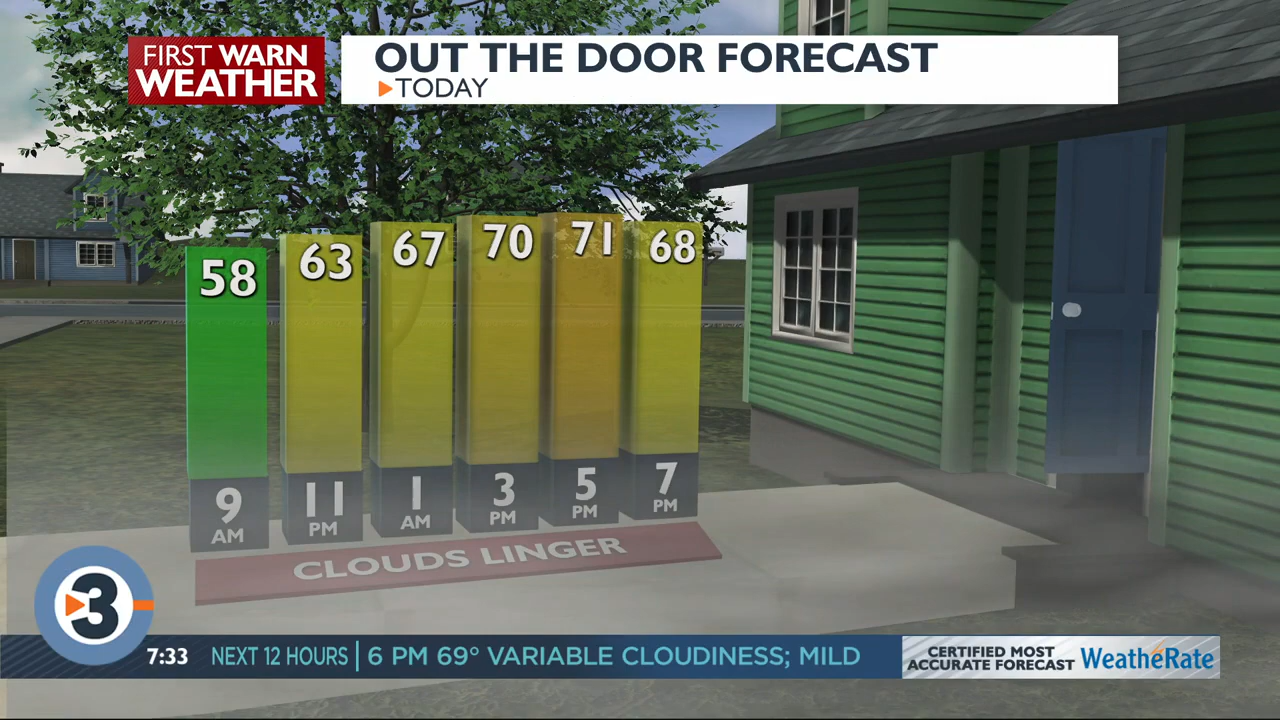 FIRST WARN
WEATHER
OUT THE DOOR FORECAST
TODAY
58 63 67 70 71 68
9 11 1 3 5 7
AM PM AM PM PM PM
CLOUDS LINGER
3
7:33 NEXT 12 HOURS | 6 PM 69° VARIABLE CLOUDINESS; MILD
CERTIFIED MOST
ACCURATE FORECAST
WeatheRate